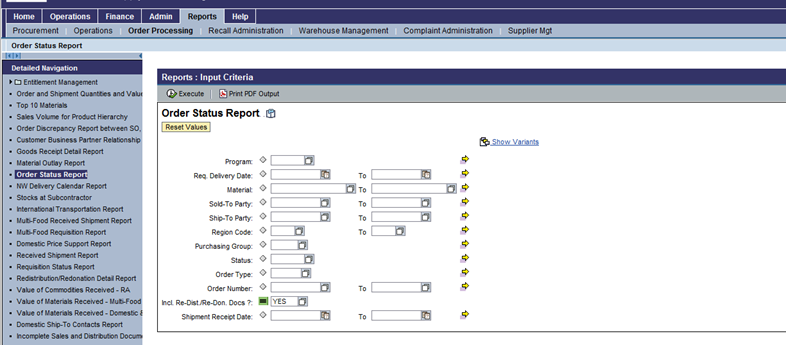 Home Operations Finance Admin Reports Help
Procurement Operations Order Processing Recall Administration Warehouse Management Complaint Administration Supplier Mgt
Order Status Report
Detailed Navigation
Entitlement Management
Order and Shipment Quantities and Value
Top 10 Materials
Sales Volume for Product Hierarchy
Order Discrepancy Report between SO,
Customer Business Partner Relationship
Goods Receipt Detail Report
Material Outlay Report
Order Status Report
NW Delivery Calendar Report
Stocks at Subcontractor
International Transportation Report
Multi-Food Received Shipment Report
Multi-Food Requisition Report
Domestic Price Support Report
Received Shipment Report
Requisition Status Report
Redistribution/Redonation Detail Report
Value of Commodities Received - RA
Value of Materials Received - Multi-Food
Value of Materials Received - Domestic &
Domestic Ship-To Contacts Report
Incomplete Sales and Distribution Docum
Reports : Input Criteria
Execute Print PDF Output
Order Status Report
Reset Values
Show Variants
Program:
Req. Delivery Date: To
Material: To
Sold-To Party: To
Ship-To Party: To
Region Code: To
Purchasing Group:
Status:
Order Type:
Order Number: To
Incl. Re-Dist./Re-Don. Docs ?: YES
Shipment Receipt Date: To